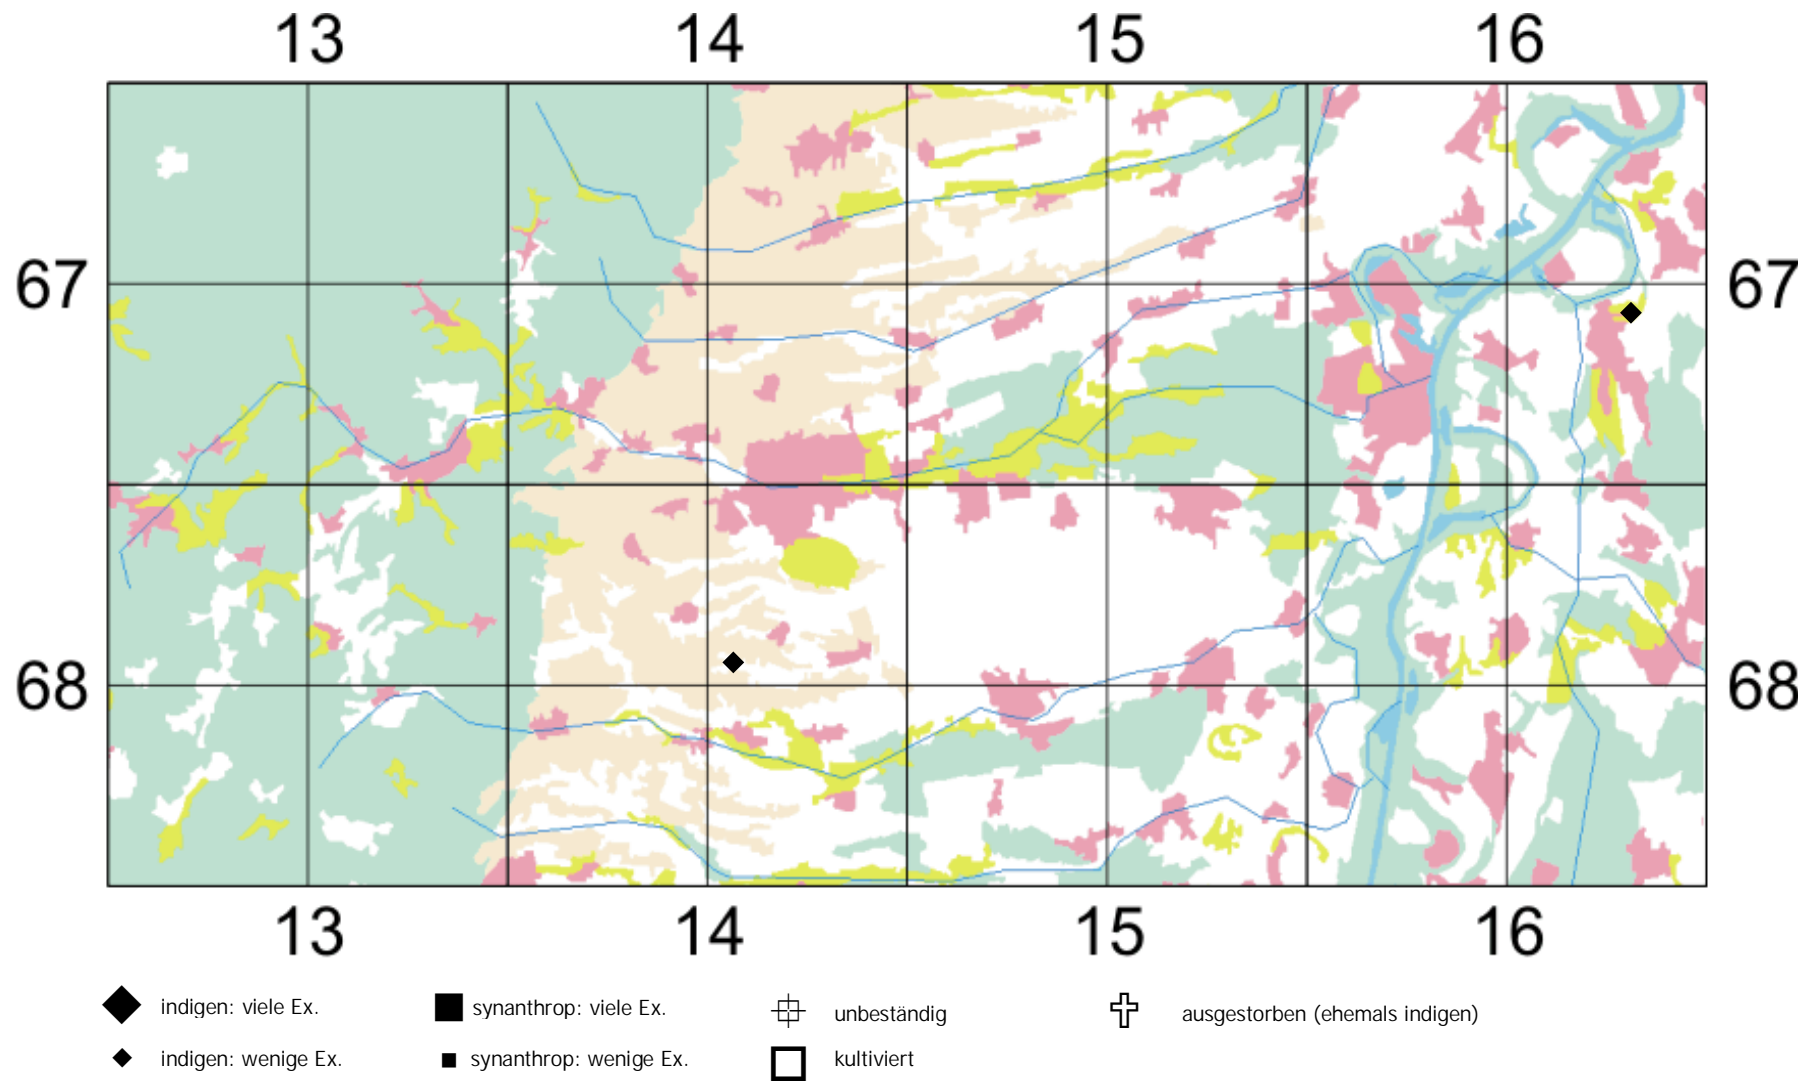 13 14 15 16
67 67
68 68
13 14 15 16
indigen: viele Ex. synanthrop: viele Ex. unbeständig ausgestorben (ehemals indigen)
indigen: wenige Ex. synanthrop: wenige Ex. kultiviert